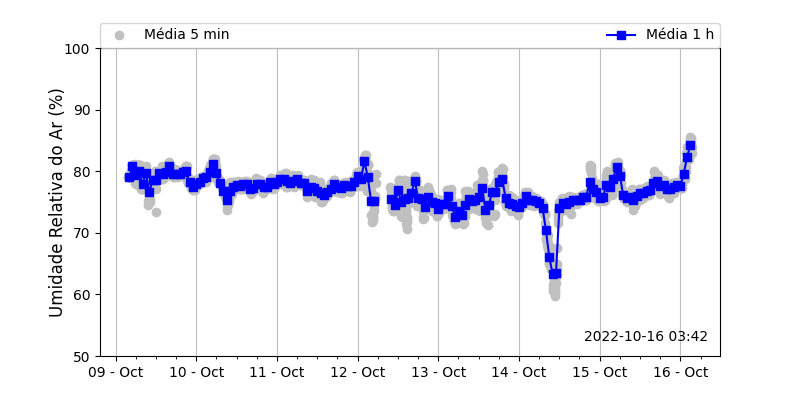 Média 5 min
Média 1 h
Umidade Relativa do Ar (%)
100
90
80
70
60
50
2022-10-16 03:42
09 - Oct
10 - Oct
11 - Oct
12 - Oct
13 - Oct
14 - Oct
15 - Oct
16 - Oct